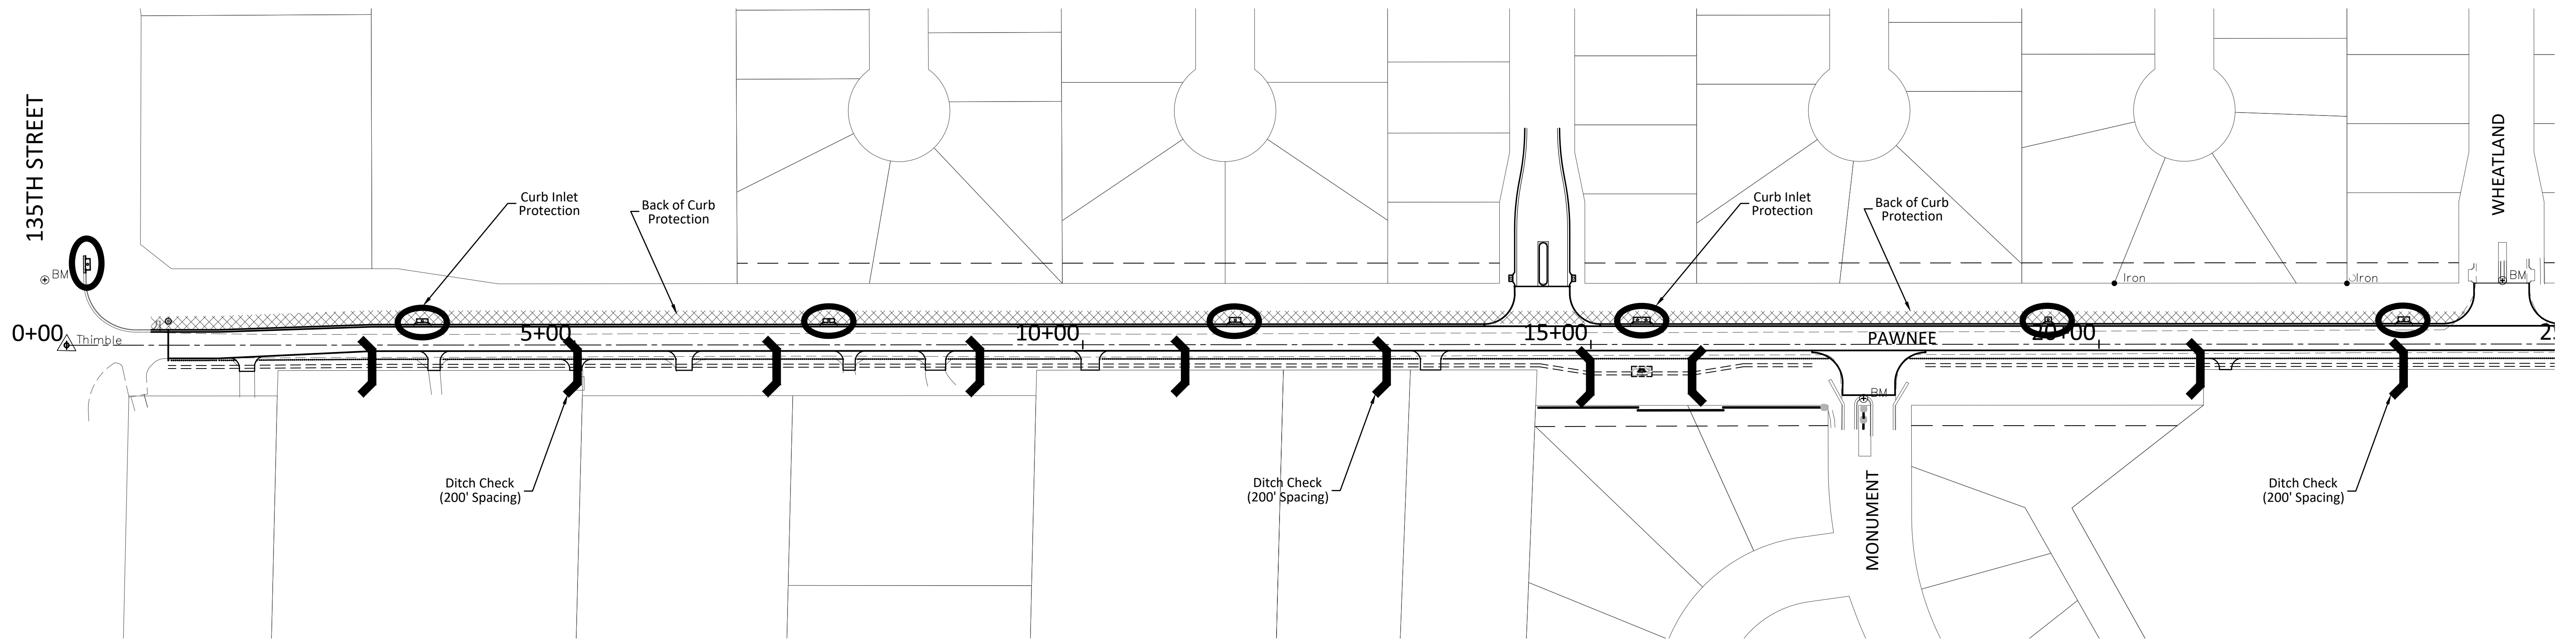 135TH STREET
WHEATLAND
Curb Inlet
Protection
Back of Curb
Protection
Curb Inlet
Protection
Back of Curb
Protection
BM
BM
Iron
Iron
0+00
Thimble
5+00
10+00
15+00
PAWNEE
20+00
BM
Ditch Check
(200' Spacing)
Ditch Check
(200' Spacing)
Ditch Check
(200' Spacing)
MONUMENT